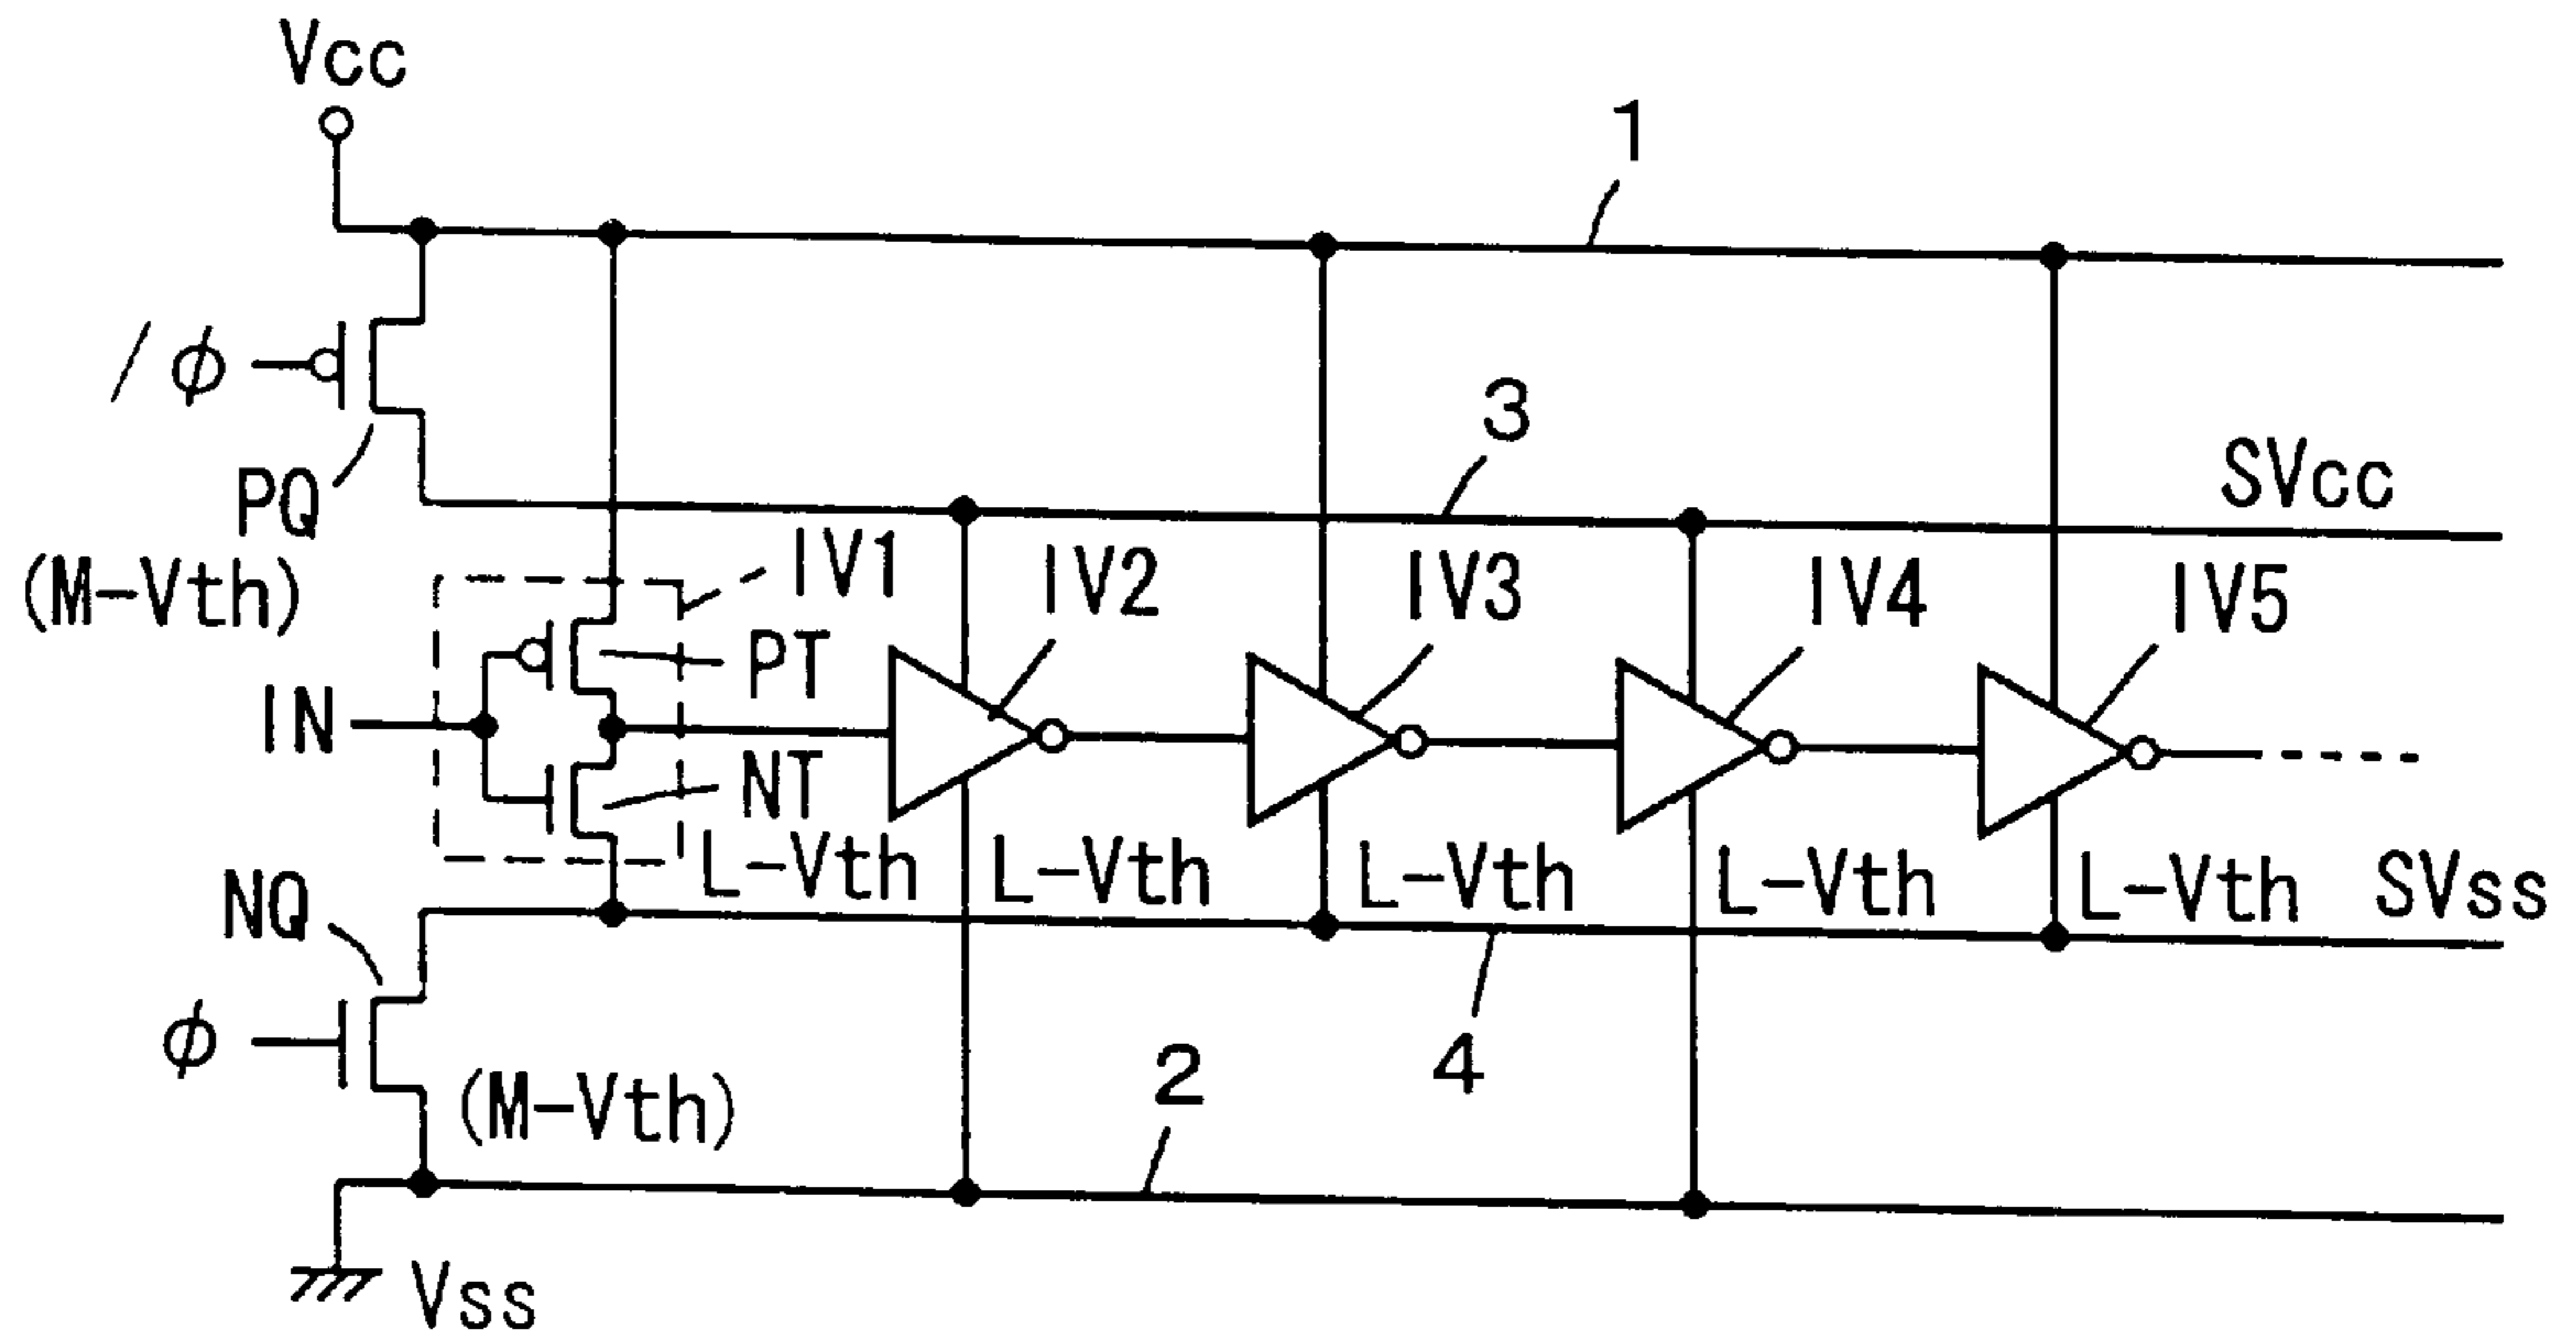 Vcc
1
/φ
3
PQ
SVcc
(M-Vth)
IV1
IV2
IV3
IV4
IV5
PT
IN
NT
L-Vth
L-Vth
L-Vth
L-Vth
L-Vth
SVss
NQ
φ
4
2
(M-Vth)
Vss